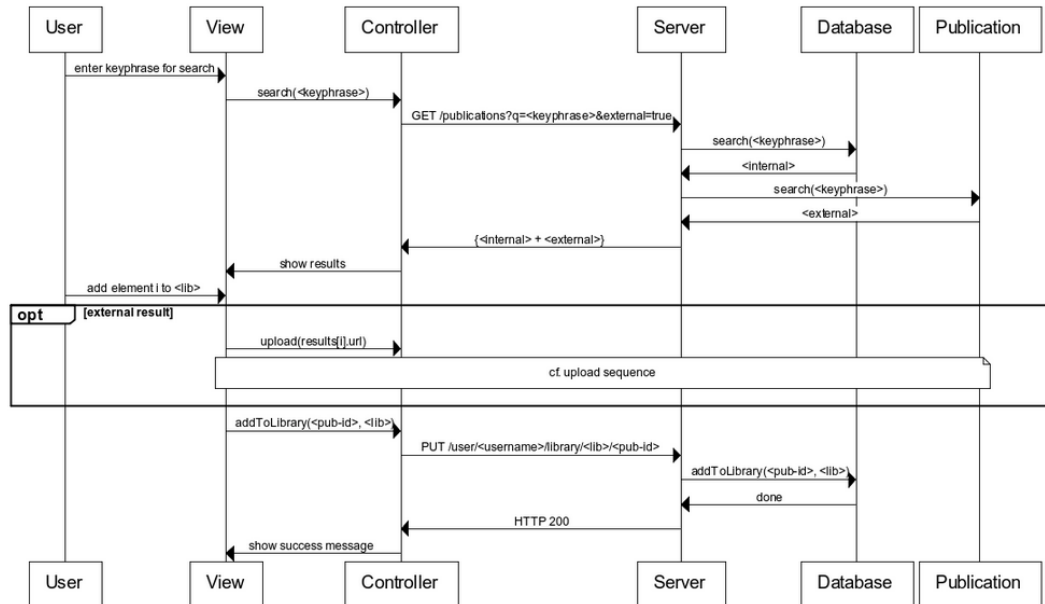 User View Controller Server Database Publication
enter keyphrase for search
search(<keyphrase>)
GET /publications?q=<keyphrase>&external=true
search(<keyphrase>)
<internal>
search(<keyphrase>)
<external>
{<internal> + <external>}
show results
add element i to <lib>
opt [external result]
upload(results[i].url)
cf. upload sequence
addToLibrary(<pub-id>, <lib>)
PUT /user/<username>/library/<lib>/<pub-id>
addToLibrary(<pub-id>, <lib>)
done
HTTP 200
show success message
User View Controller Server Database Publication